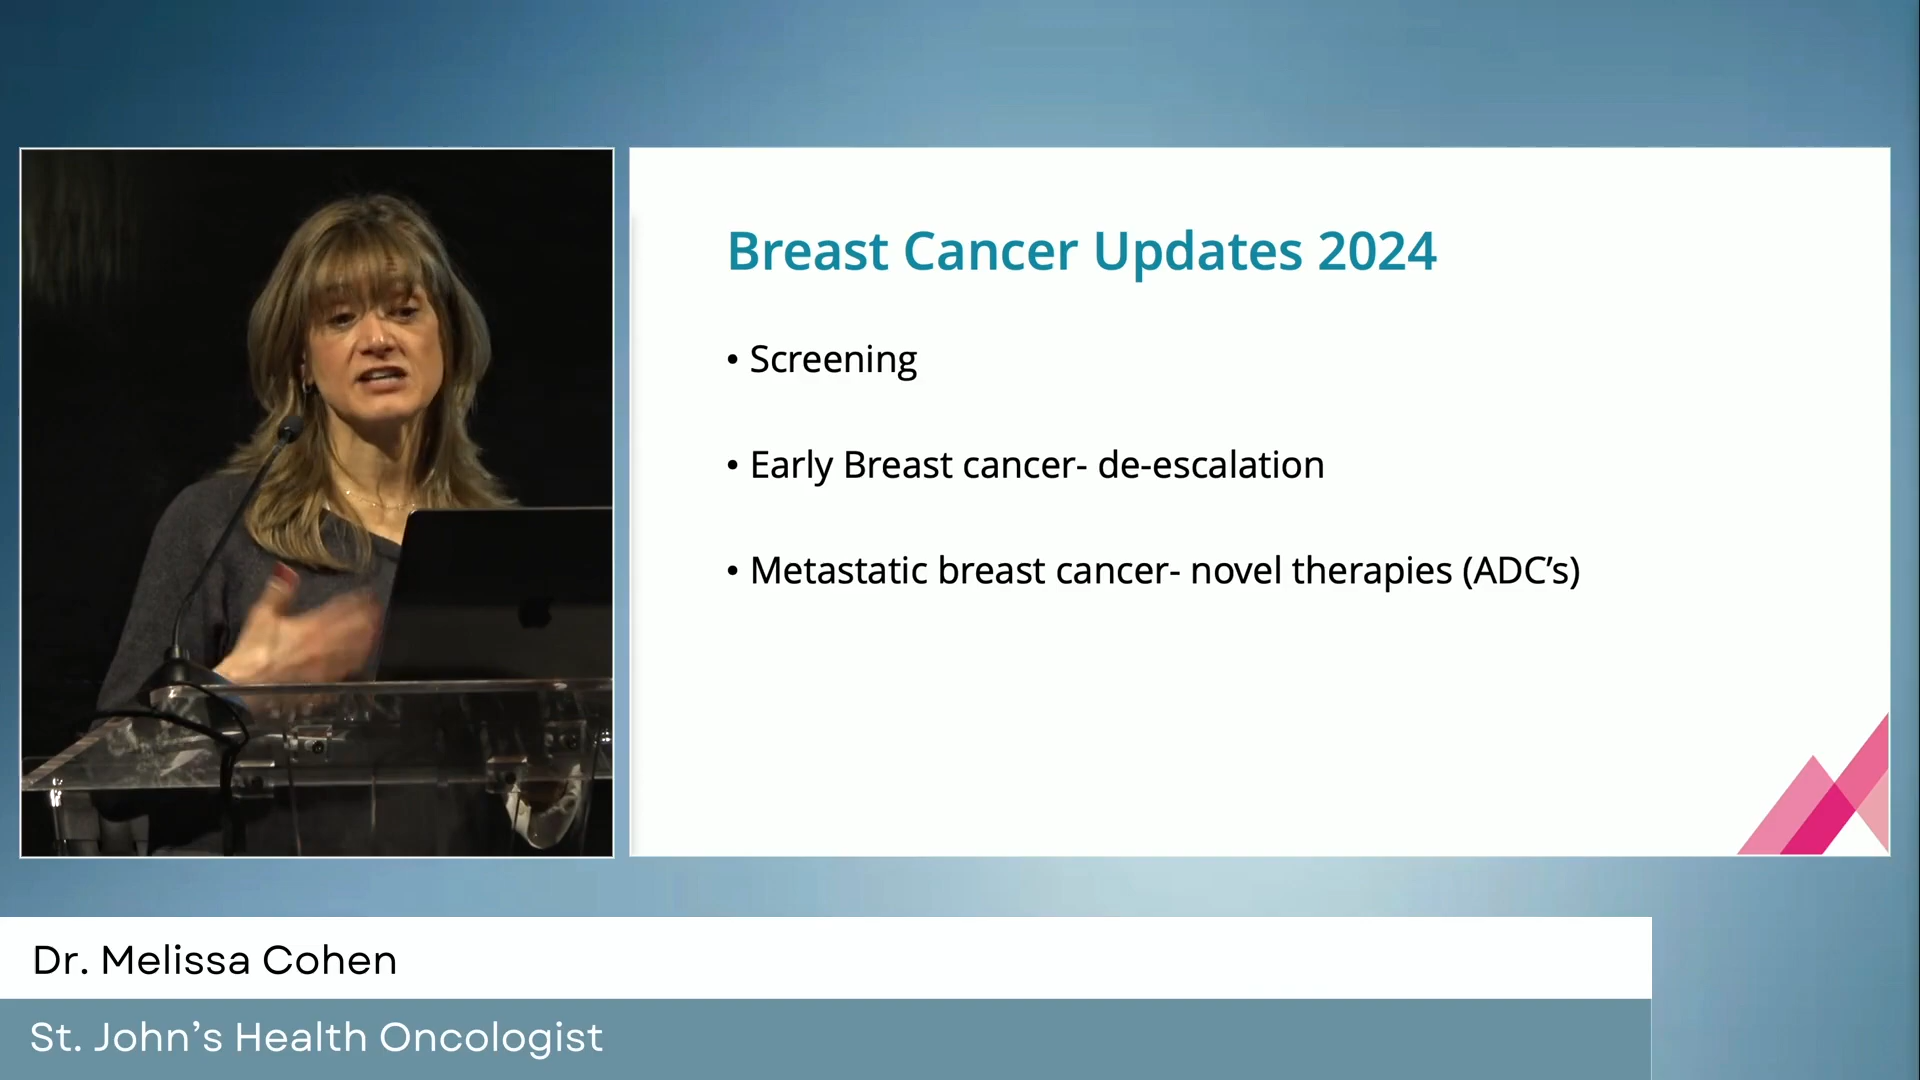 Breast Cancer Updates 2024
• Screening
• Early Breast cancer- de-escalation
• Metastatic breast cancer- novel therapies (ADC’s)
Dr. Melissa Cohen
St. John’s Health Oncologist